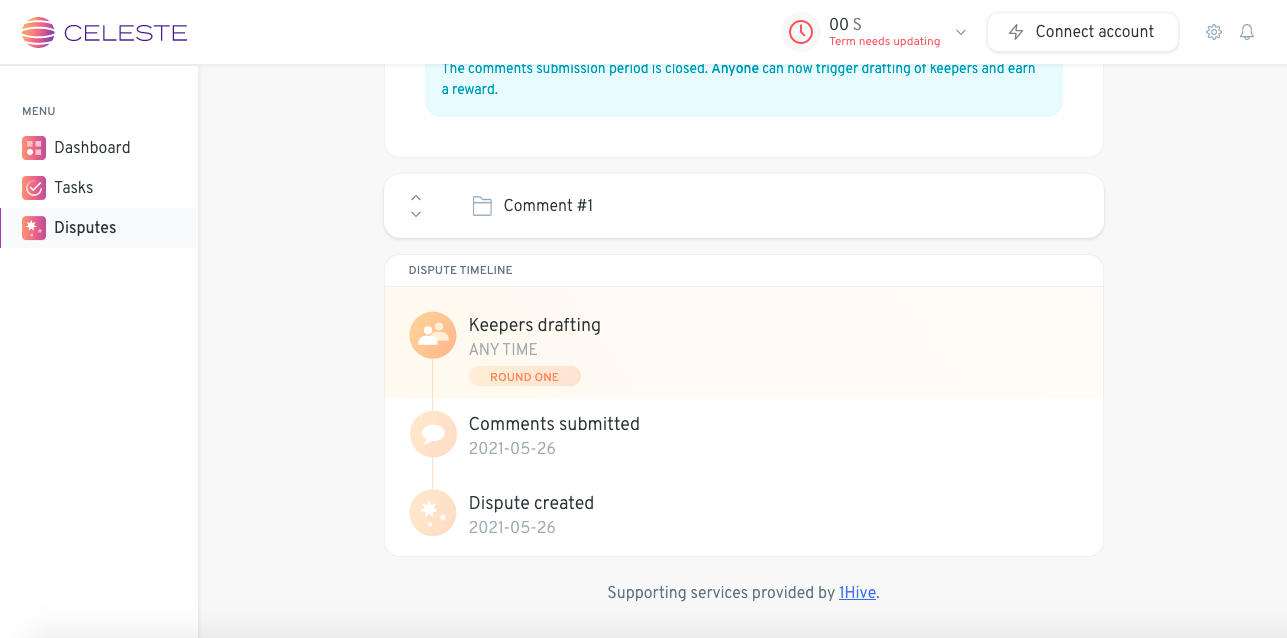 CELESTE
00 S
Term needs updating
Connect account
MENU
Dashboard
Tasks
Disputes
The comments submission period is closed. Anyone can now trigger drafting of keepers and earn
a reward.
Comment #1
DISPUTE TIMELINE
Keepers drafting
ANY TIME
ROUND ONE
Comments submitted
2021-05-26
Dispute created
2021-05-26
Supporting services provided by 1Hive.